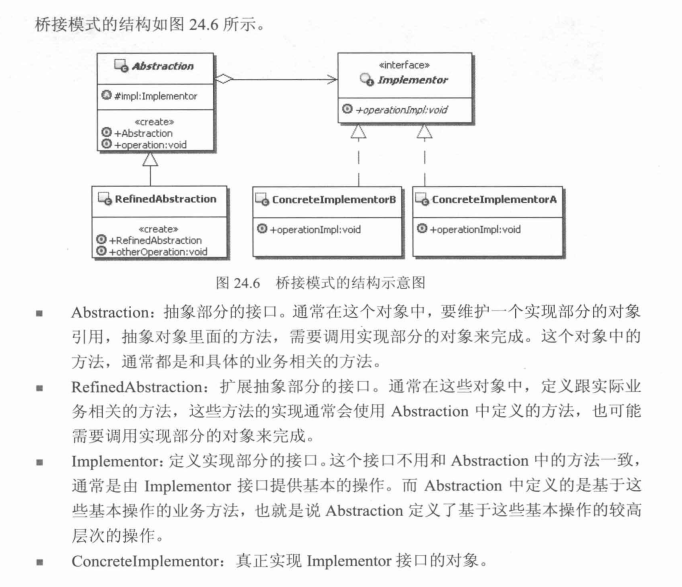 桥接模式的结构如图 24.6 所示。
Abstraction
#impl:Implementor
«create»
+Abstraction
+operation:void
«interface»
Implementor
+operationImpl:void
RefinedAbstraction
«create»
+RefinedAbstraction
+otherOperation:void
ConcreteImplementorB
+operationImpl:void
ConcreteImplementorA
+operationImpl:void
图 24.6 桥接模式的结构示意图
■ Abstraction：抽象部分的接口。通常在这个对象中，要维护一个实现部分的对象
引用，抽象对象里面的方法，需要调用实现部分的对象来完成。这个对象中的
方法，通常都是和具体的业务相关的方法。
■ RefinedAbstraction：扩展抽象部分的接口。通常在这些对象中，定义跟实际业
务相关的方法，这些方法的实现通常会使用 Abstraction 中定义的方法，也可能
需要调用实现部分的对象来完成。
■ Implementor：定义实现部分的接口。这个接口不用和 Abstraction 中的方法一致，
通常是由 Implementor 接口提供基本的操作。而 Abstraction 中定义的是基于这
些基本操作的业务方法，也就是说 Abstraction 定义了基于这些基本操作的较高
层次的操作。
■ ConcreteImplementor：真正实现 Implementor 接口的对象。